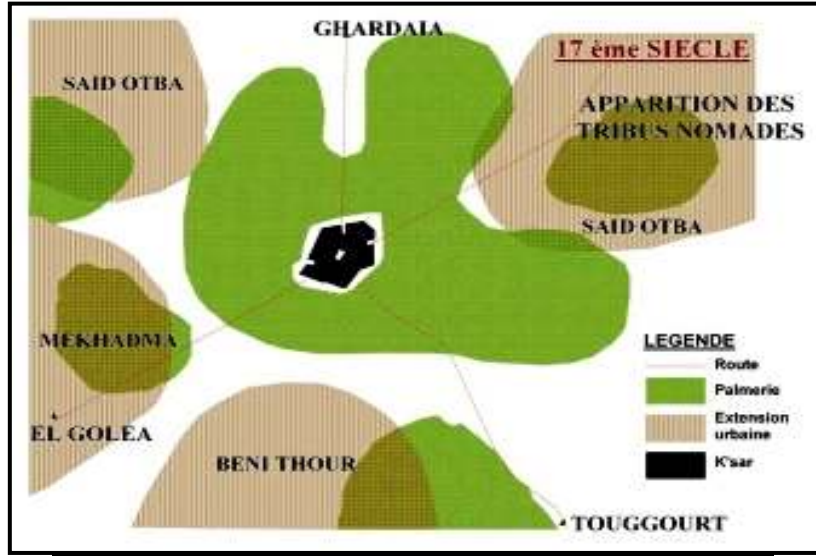 GHARDAIA
17 ème SIECLE
SAID OTBA
APPARITION DES
TRIBUS NOMADES
SAID OTBA
MEKHADMA
LEGENDE
Route
Palmerie
Extension
urbaine
K'sar
EL GOLEA
BENI THOUR
TOUGGOURT